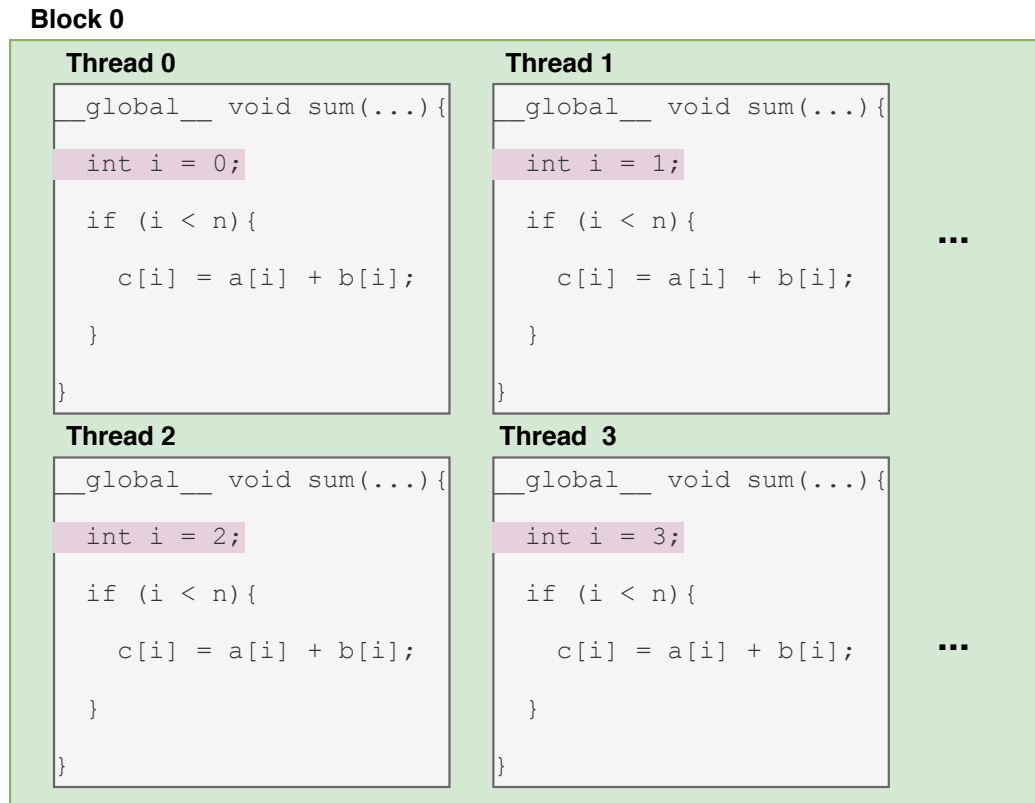 Block 0
Thread 0
__global__ void sum(...){
int i = 0;
if (i < n){
c[i] = a[i] + b[i];
}
}
Thread 1
__global__ void sum(...){
int i = 1;
if (i < n){
c[i] = a[i] + b[i];
}
}
...
Thread 2
__global__ void sum(...){
int i = 2;
if (i < n){
c[i] = a[i] + b[i];
}
}
Thread 3
__global__ void sum(...){
int i = 3;
if (i < n){
c[i] = a[i] + b[i];
}
}
...